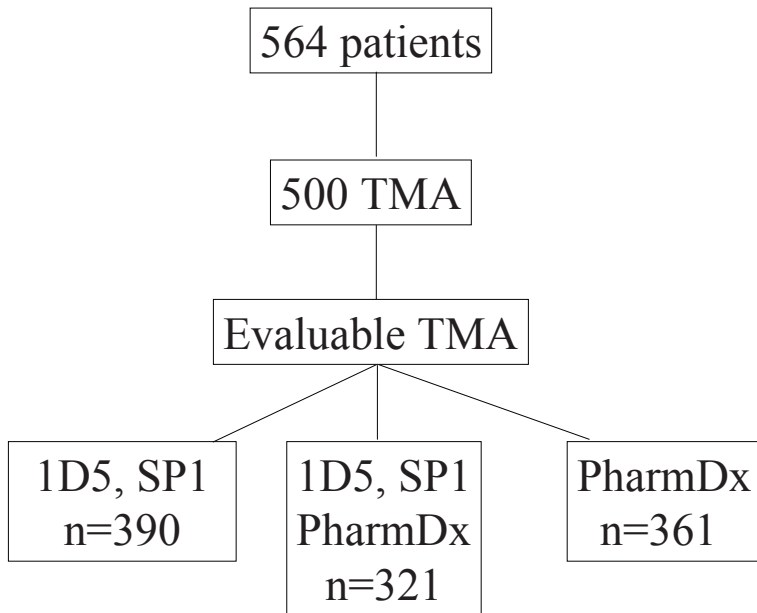 564 patients
500 TMA
Evaluable TMA
1D5, SP1
n=390
1D5, SP1
PharmDx
n=321
PharmDx
n=361